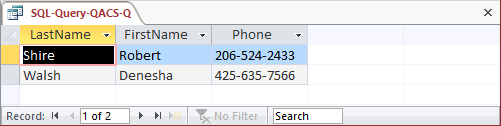 SQL-Query-QACS-Q
LastName FirstName Phone
Shire Robert 206-524-2433
Walsh Denesha 425-635-7566
Record: 1 of 2 No Filter Search